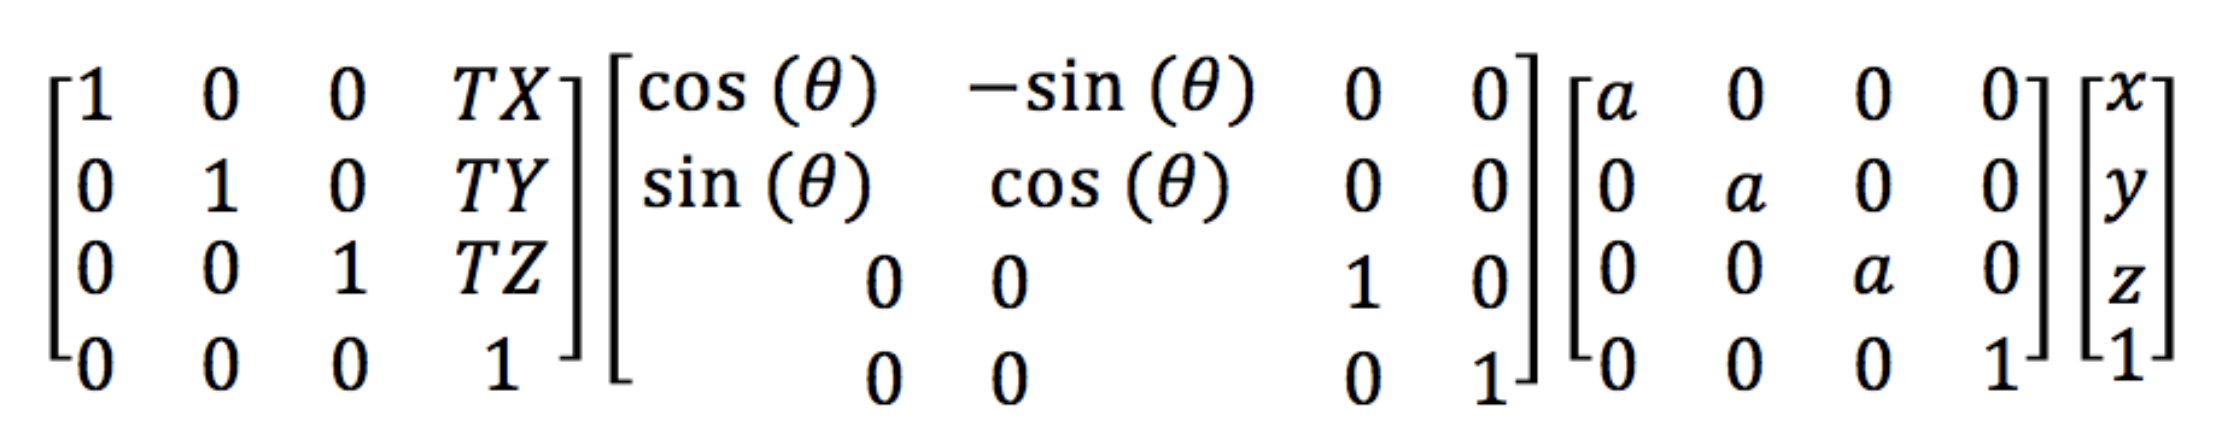 1 0 0 TX cos (θ) −sin (θ) 0 0 a 0 0 0 x
0 1 0 TY sin (θ) cos (θ) 0 0 0 a 0 0 y
0 0 1 TZ 0 0 1 0 0 0 a 0 z
0 0 0 1 0 0 0 1 0 0 0 1 1